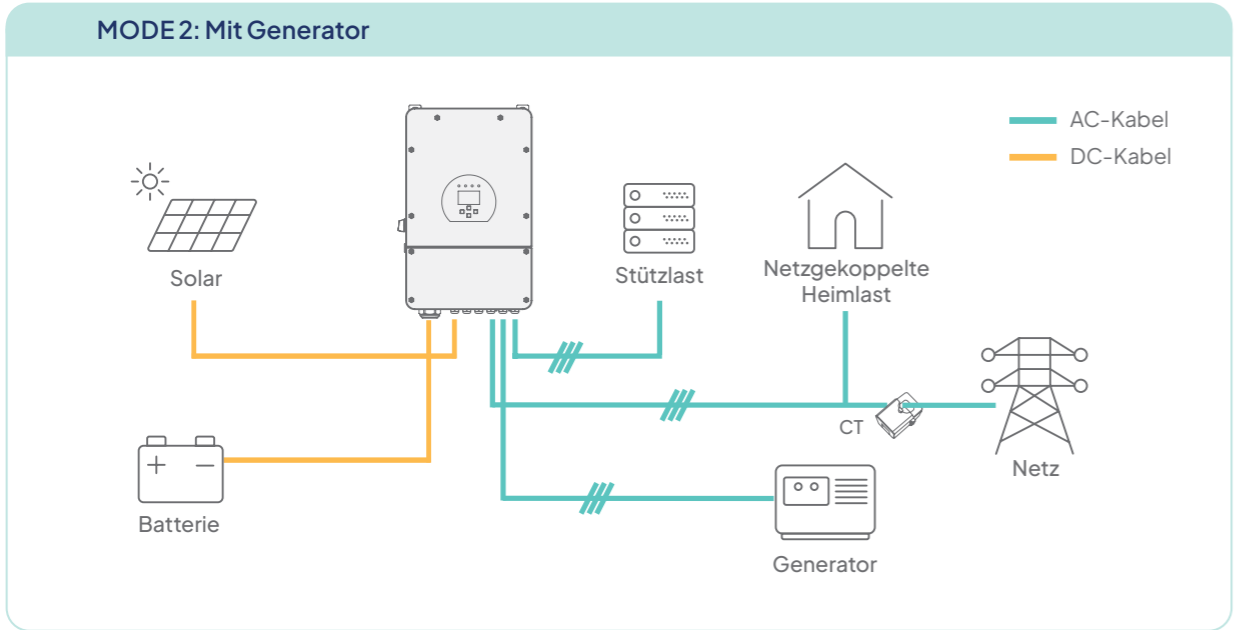 MODE 2: Mit Generator
AC-Kabel
DC-Kabel
Solar
Stützlast
Netzgekoppelte
Heimlast
CT
Netz
Batterie
Generator